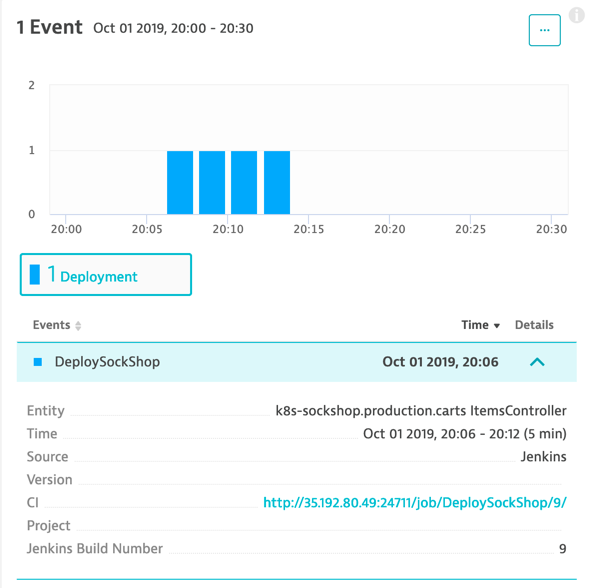 1 Event Oct 01 2019, 20:00 - 20:30
...
i
2
1
0
20:00 20:05 20:10 20:15 20:20 20:25 20:30
1 Deployment
Events Time Details
DeploySockShop Oct 01 2019, 20:06
Entity k8s-sockshop.production.carts ItemsController
Time Oct 01 2019, 20:06 - 20:12 (5 min)
Source Jenkins
Version
CI http://35.192.80.49:24711/job/DeploySockShop/9/
Project
Jenkins Build Number 9